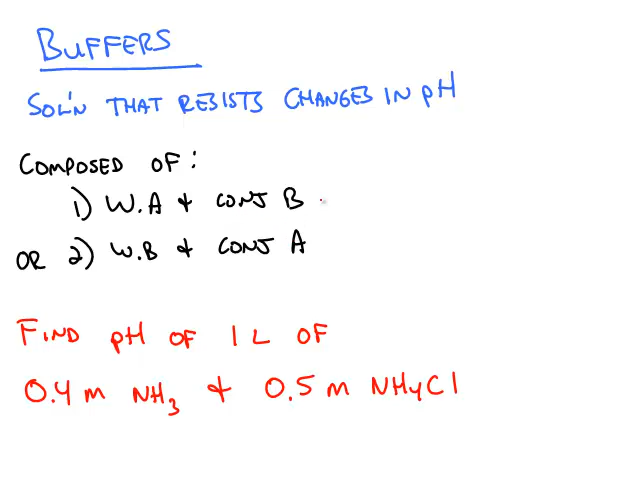 BUFFERS
SOL'N THAT RESISTS CHANGES IN pH
COMPOSED OF:
1) W.A & CONJ B
OR 2) W.B & CONJ A
FIND pH OF 1 L OF
0.4 m NH₃ & 0.5 m NH₄Cl